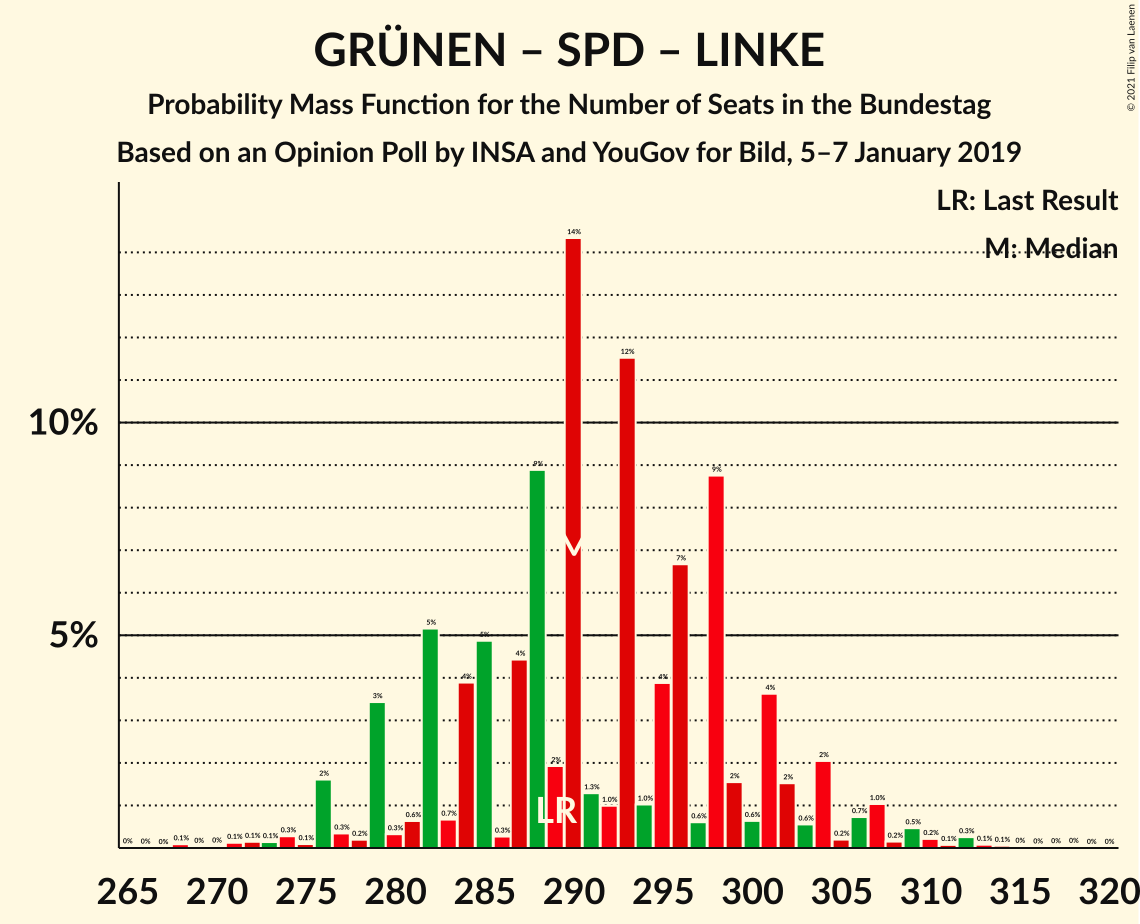 GRÜNEN – SPD – LINKE
Probability Mass Function for the Number of Seats in the Bundestag
Based on an Opinion Poll by INSA and YouGov for Bild, 5–7 January 2019
© 2021 Filip van Laenen
LR: Last Result
M: Median
10%
5%
0% 0% 0% 0.1% 0% 0% 0.1% 0.1% 0.1% 0.3% 0.1% 2% 0.3% 0.2% 3% 0.3% 0.6% 5% 0.7% 4% 5% 0.3% 4% 9% 2% 14% 1.3% 1.0% 12% 1.0% 4% 7% 0.6% 9% 2% 0.6% 4% 2% 0.6% 2% 0.2% 0.7% 1.0% 0.2% 0.5% 0.2% 0.1% 0.3% 0.1% 0.1% 0% 0% 0% 0% 0% 0%
M
LR
265 270 275 280 285 290 295 300 305 310 315 320